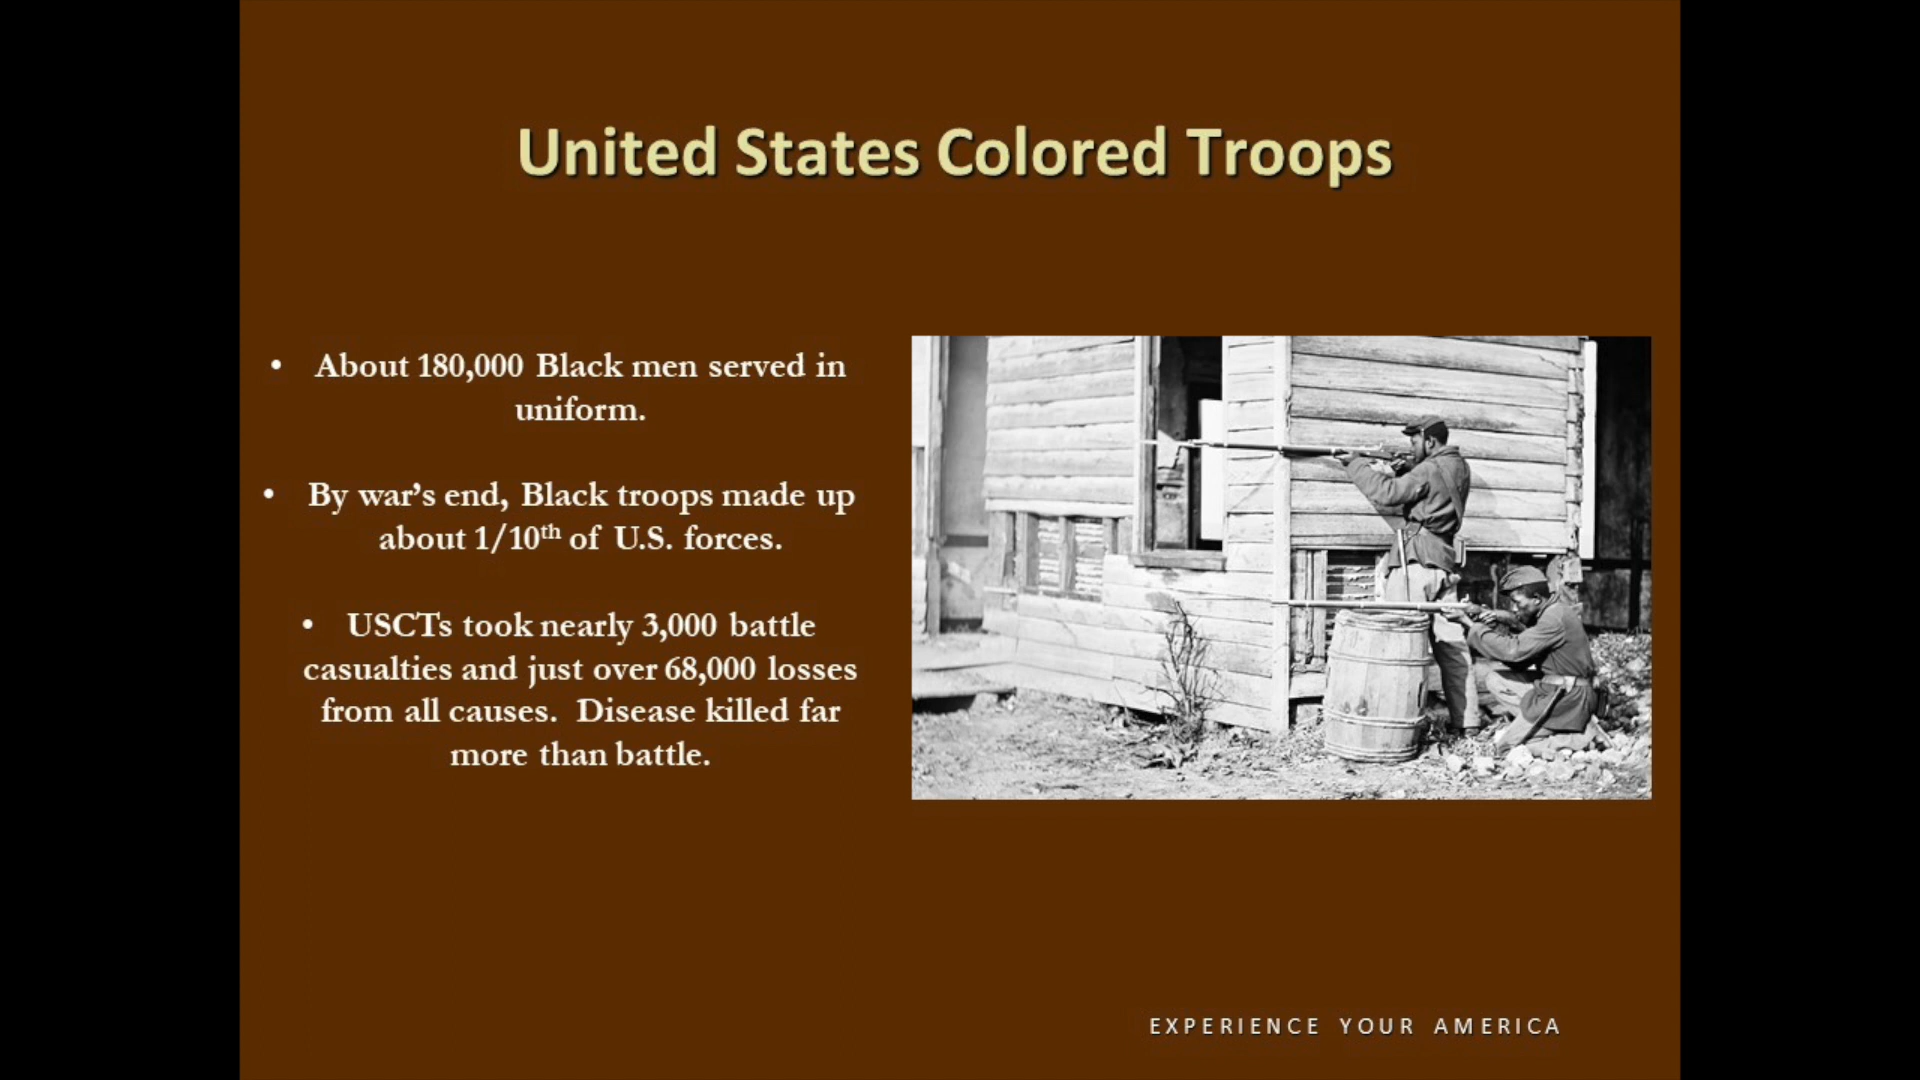 United States Colored Troops
• About 180,000 Black men served in
uniform.
• By war's end, Black troops made up
about 1/10th of U.S. forces.
• USCTs took nearly 3,000 battle
casualties and just over 68,000 losses
from all causes. Disease killed far
more than battle.
EXPERIENCE YOUR AMERICA